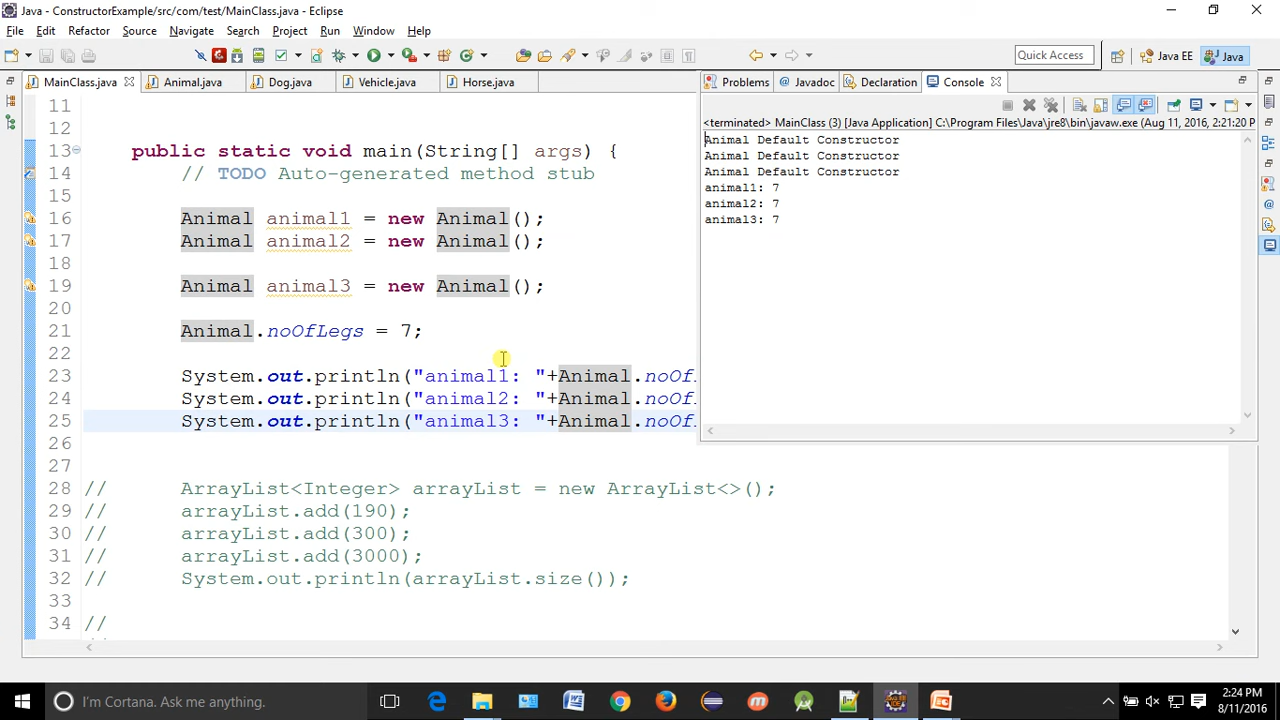 Java - ConstructorExample/src/com/test/MainClass.java - Eclipse
File Edit Refactor Source Navigate Search Project Run Window Help
Quick Access
Java EE
Java
MainClass.java
Animal.java
Dog.java
Vehicle.java
Horse.java
11
12
13 public static void main(String[] args) {
14 // TODO Auto-generated method stub
15
16 Animal animal1 = new Animal();
17 Animal animal2 = new Animal();
18
19 Animal animal3 = new Animal();
20
21 Animal.noOfLegs = 7;
22
23 System.out.println("animal1: "+Animal.noOf
24 System.out.println("animal2: "+Animal.noOf
25 System.out.println("animal3: "+Animal.noOf
26
27
28 // ArrayList<Integer> arrayList = new ArrayList<>();
29 // arrayList.add(190);
30 // arrayList.add(300);
31 // arrayList.add(3000);
32 // System.out.println(arrayList.size());
33
34 //
Problems
Javadoc
Declaration
Console
<terminated> MainClass (3) [Java Application] C:\Program Files\Java\jre8\bin\javaw.exe (Aug 11, 2016, 2:21:20 P
Animal Default Constructor
Animal Default Constructor
Animal Default Constructor
animal1: 7
animal2: 7
animal3: 7
I'm Cortana. Ask me anything.
2:24 PM
8/11/2016